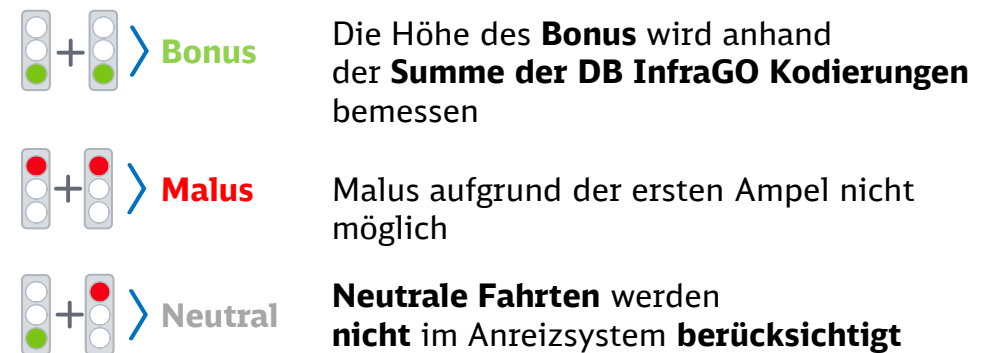 + Bonus Die Höhe des Bonus wird anhand
der Summe der DB InfraGO Kodierungen
bemessen
+ Malus Malus aufgrund der ersten Ampel nicht
möglich
+ Neutral Neutrale Fahrten werden
nicht im Anreizsystem berücksichtigt